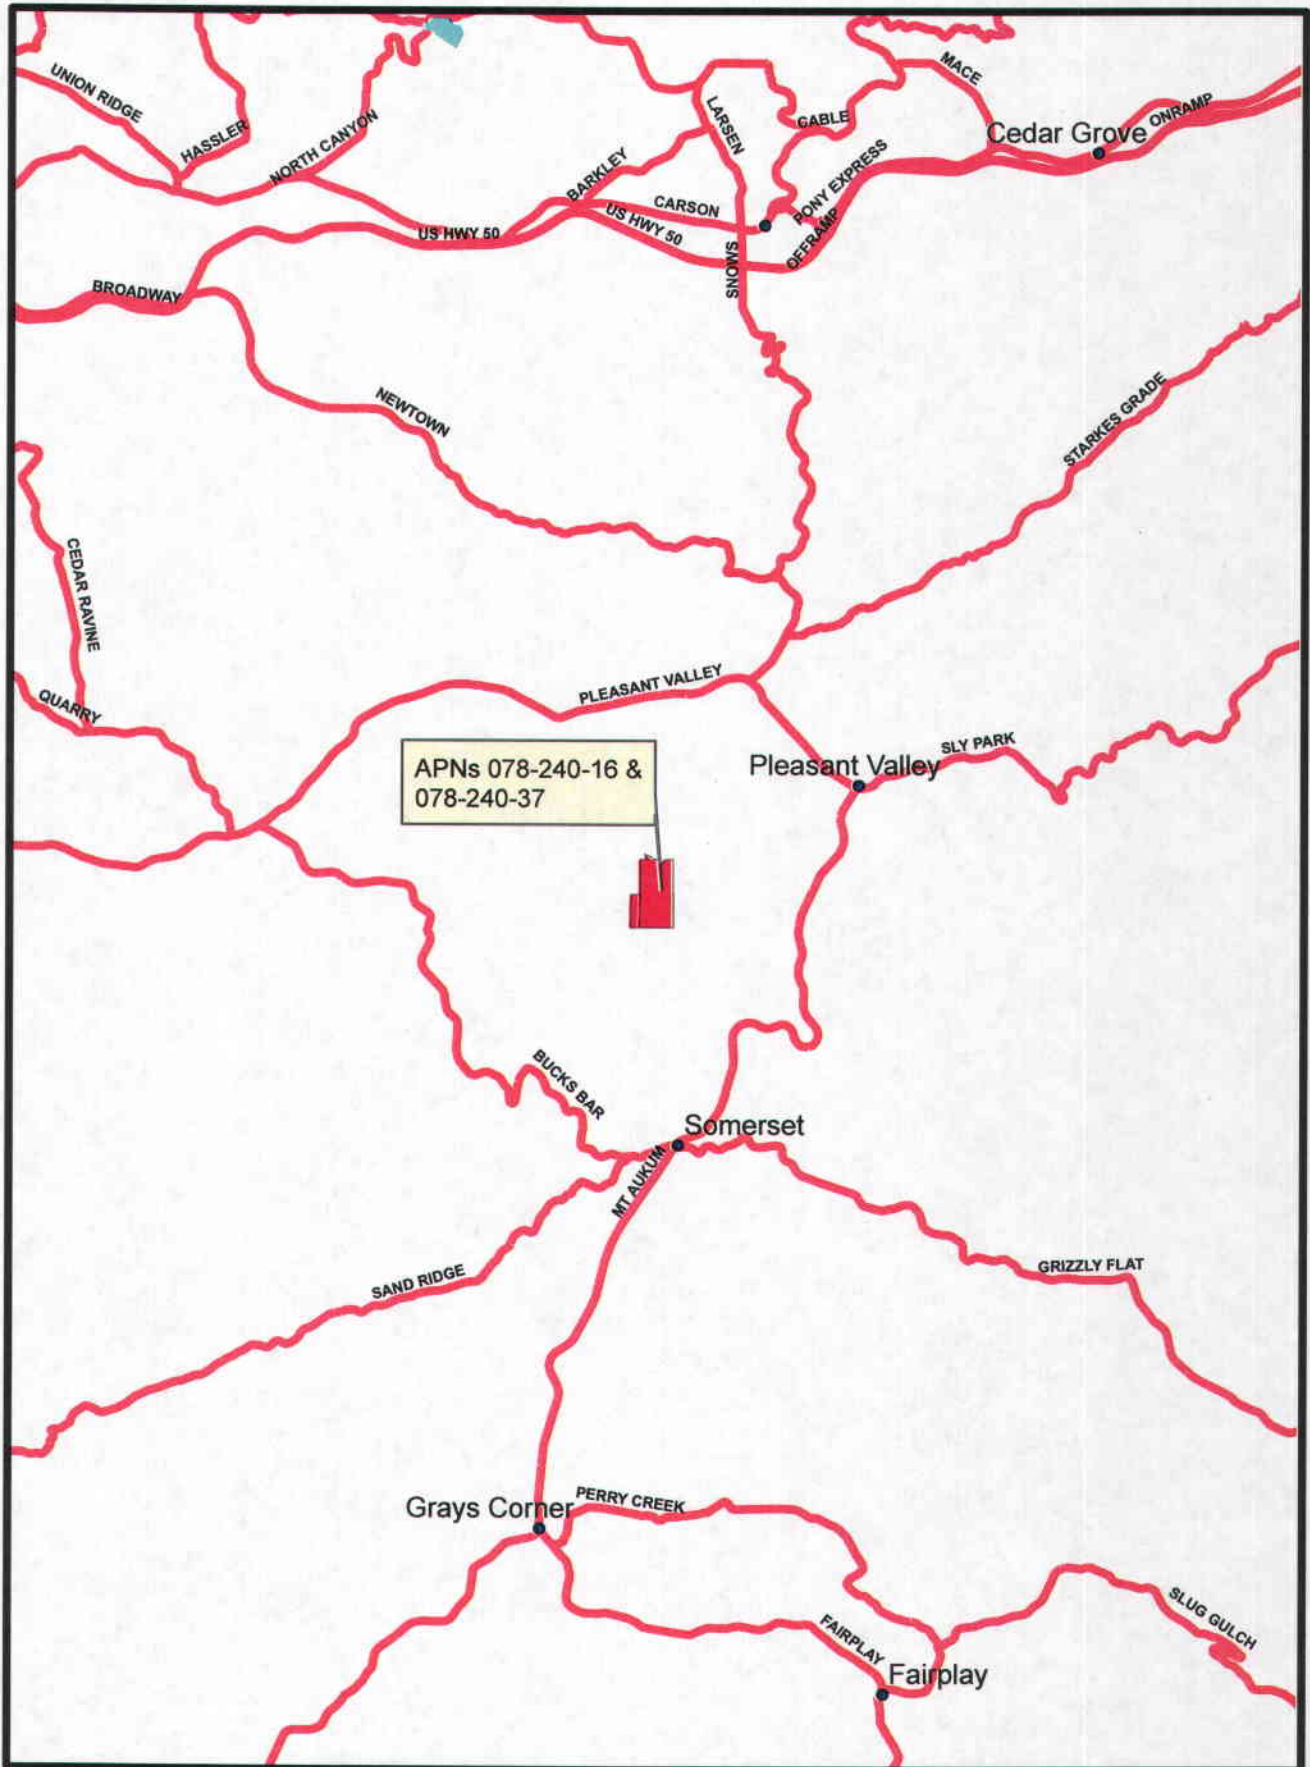 UNION RIDGE
HASSLER
NORTH CANYON
MACE
LARSEN
CABLE
ONRAMP
Cedar Grove
BARKLEY
PONY EXPRESS
CARSON
US HWY 50
US HWY 50
OFFRAMP
SNOWS
BROADWAY
NEWTOWN
STARKES GRADE
CEDAR RAVINE
PLEASANT VALLEY
QUARRY
SLY PARK
Pleasant Valley
APNs 078-240-16 &
078-240-37
BUCKS BAR
Somerset
MT AUKUM
GRIZZLY FLAT
SAND RIDGE
PERRY CREEK
Grays Corner
SLUG GULCH
FAIRPLAY
Fairplay